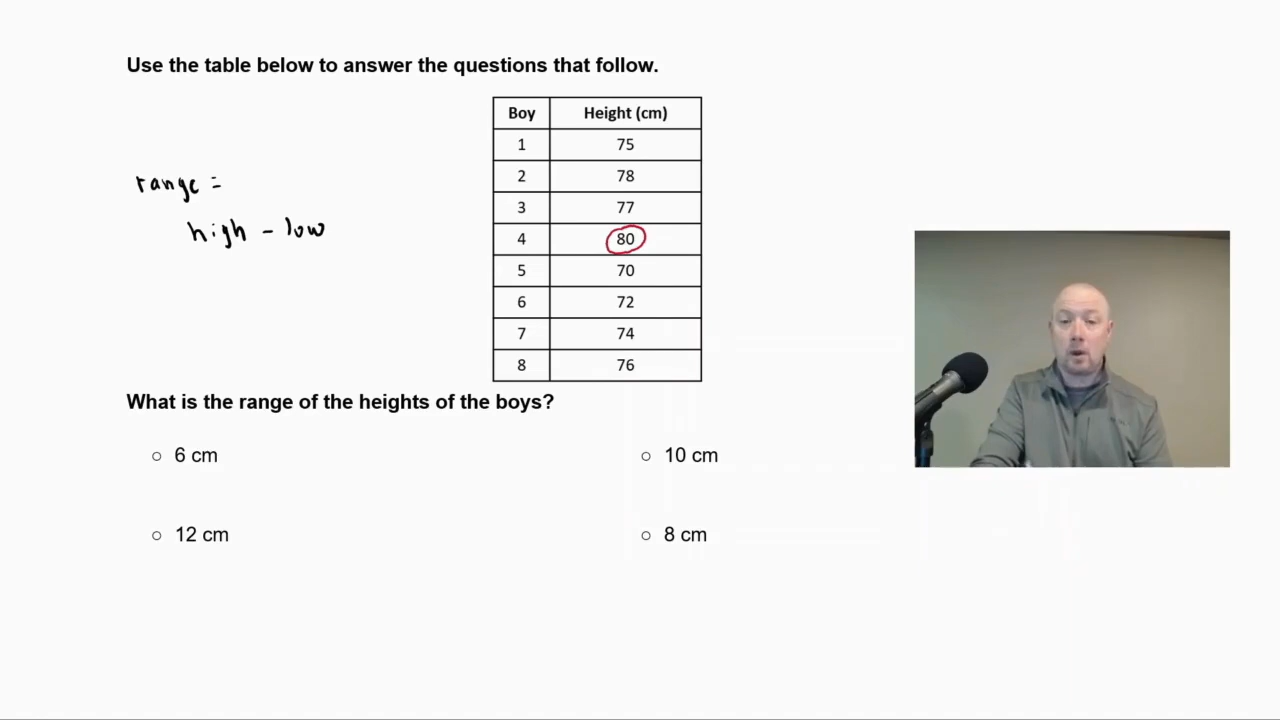 Use the table below to answer the questions that follow.
Boy Height (cm)
1 75
2 78
3 77
4 80
5 70
6 72
7 74
8 76
range =
high - low
What is the range of the heights of the boys?
6 cm 10 cm
12 cm 8 cm